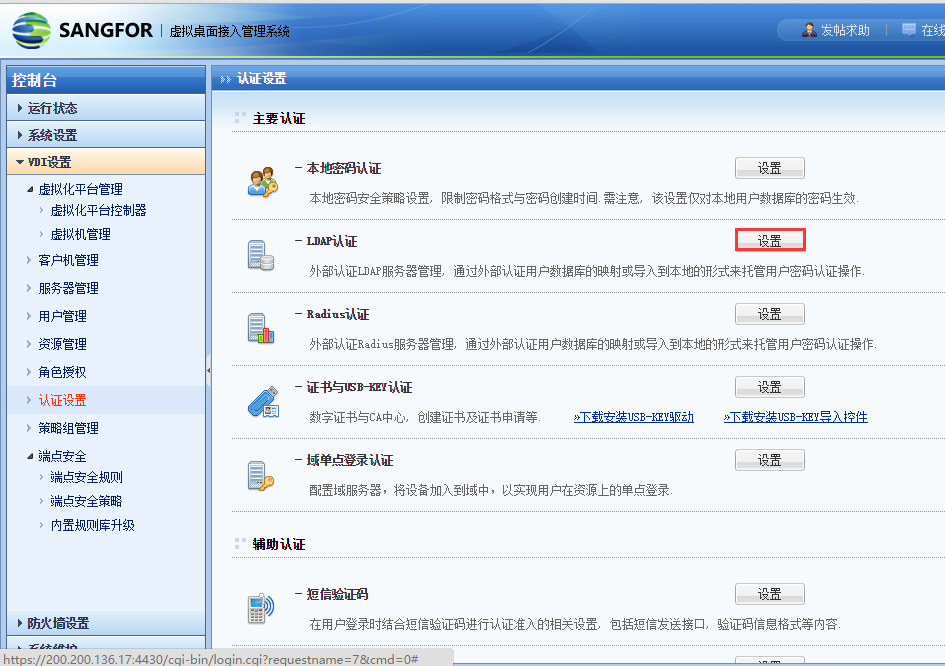 SANGFOR 虚拟桌面接入管理系统
发帖求助
在线
控制台
运行状态
系统设置
VDI设置
虚拟化平台管理
虚拟化平台控制器
虚拟机管理
客户机管理
服务器管理
用户管理
资源管理
角色授权
认证设置
策略组管理
端点安全
端点安全规则
端点安全策略
内置规则库升级
防火墙设置
系统维护
>> 认证设置
主要认证
- 本地密码认证 设置
本地密码安全策略设置, 限制密码格式与密码创建时间.需注意, 该设置仅对本地用户数据库的密码生效.
- LDAP认证 设置
外部认证LDAP服务器管理, 通过外部认证用户数据库的映射或导入到本地的形式来托管用户密码认证操作.
- Radius认证 设置
外部认证Radius服务器管理, 通过外部认证用户数据库的映射或导入到本地的形式来托管用户密码认证操作.
- 证书与USB-KEY认证 设置
数字证书与CA中心, 创建证书及证书申请等. »下载安装USB-KEY驱动 »下载安装USB-KEY导入控件
- 域单点登录认证 设置
配置域服务器, 将设备加入到域中, 以实现用户在资源上的单点登录.
辅助认证
- 短信验证码 设置
在用户登录时结合短信验证码进行认证准入的相关设置, 包括短信发送接口, 验证码信息格式等内容.
设置
https://200.200.136.17:4430/cgi-bin/login.cgi?requestname=7&cmd=0#